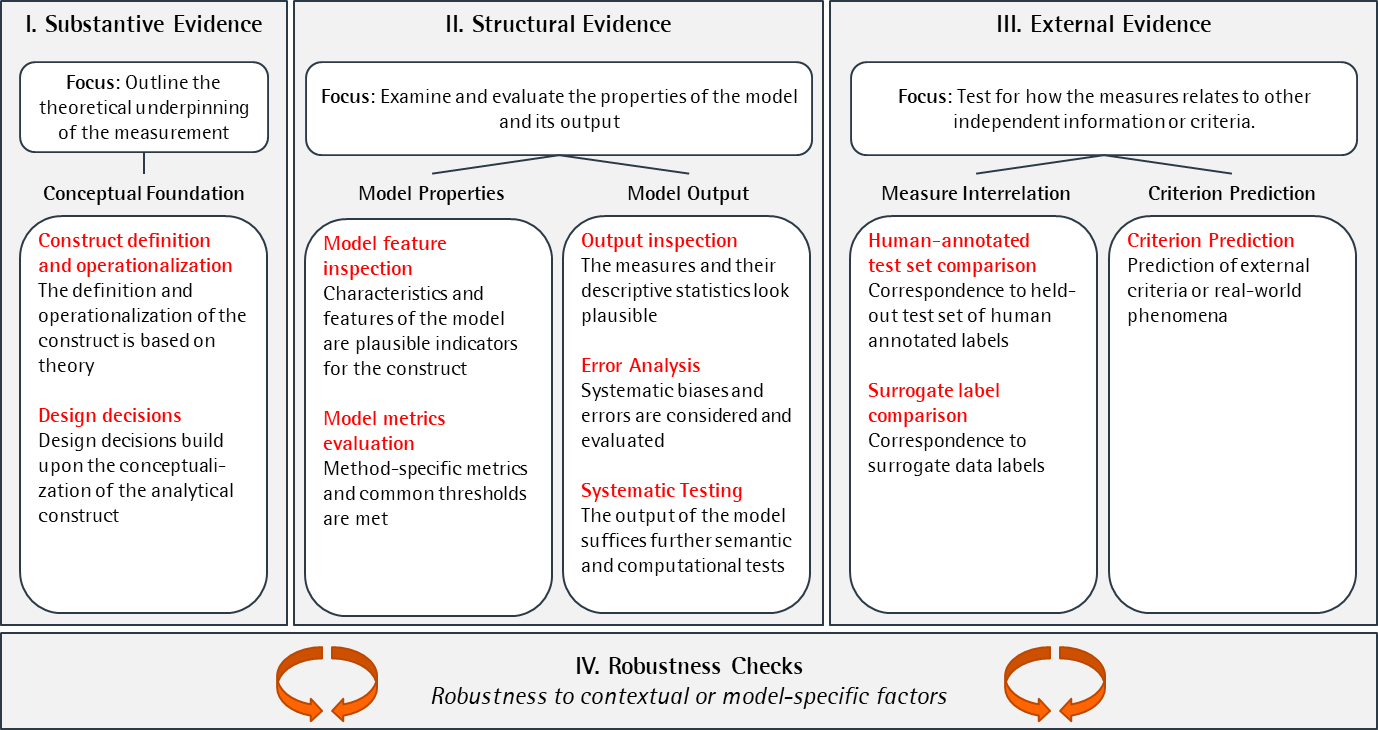 I. Substantive Evidence
Focus: Outline the
theoretical underpinning
of the measurement
Conceptual Foundation
Construct definition
and operationalization
The definition and
operationalization of the
construct is based on
theory
Design decisions
Design decisions build
upon the conceptuali-
zation of the analytical
construct
II. Structural Evidence
Focus: Examine and evaluate the properties of the model
and its output
Model Properties
Model feature
inspection
Characteristics and
features of the model
are plausible indicators
for the construct
Model metrics
evaluation
Method-specific metrics
and common thresholds
are met
Model Output
Output inspection
The measures and their
descriptive statistics look
plausible
Error Analysis
Systematic biases and
errors are considered and
evaluated
Systematic Testing
The output of the model
suffices further semantic
and computational tests
III. External Evidence
Focus: Test for how the measures relates to other
independent information or criteria.
Measure Interrelation
Human-annotated
test set comparison
Correspondence to held-
out test set of human
annotated labels
Surrogate label
comparison
Correspondence to
surrogate data labels
Criterion Prediction
Criterion Prediction
Prediction of external
criteria or real-world
phenomena
IV. Robustness Checks
Robustness to contextual or model-specific factors